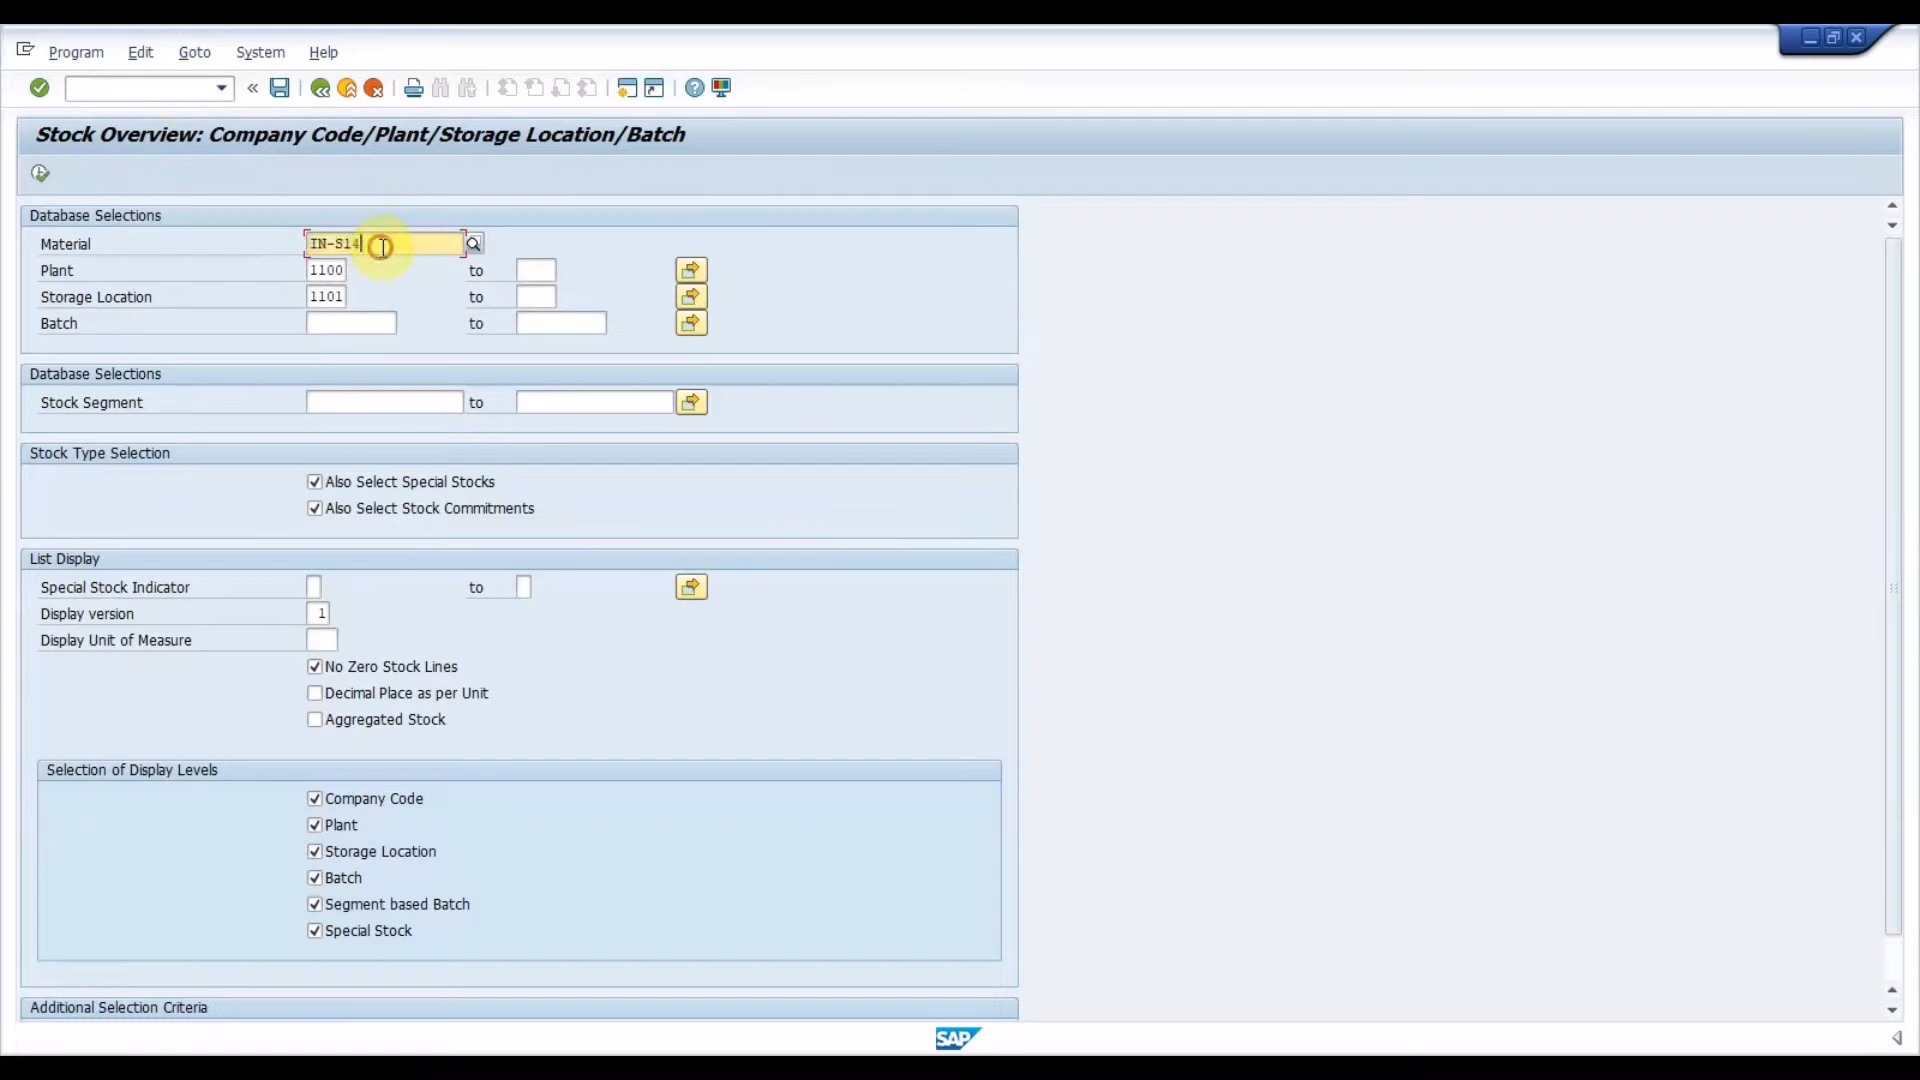 Program Edit Goto System Help
Stock Overview: Company Code/Plant/Storage Location/Batch
Database Selections
Material IN-S14
Plant 1100 to
Storage Location 1101 to
Batch to
Database Selections
Stock Segment to
Stock Type Selection
Also Select Special Stocks
Also Select Stock Commitments
List Display
Special Stock Indicator to
Display version 1
Display Unit of Measure
No Zero Stock Lines
Decimal Place as per Unit
Aggregated Stock
Selection of Display Levels
Company Code
Plant
Storage Location
Batch
Segment based Batch
Special Stock
Additional Selection Criteria
SAP